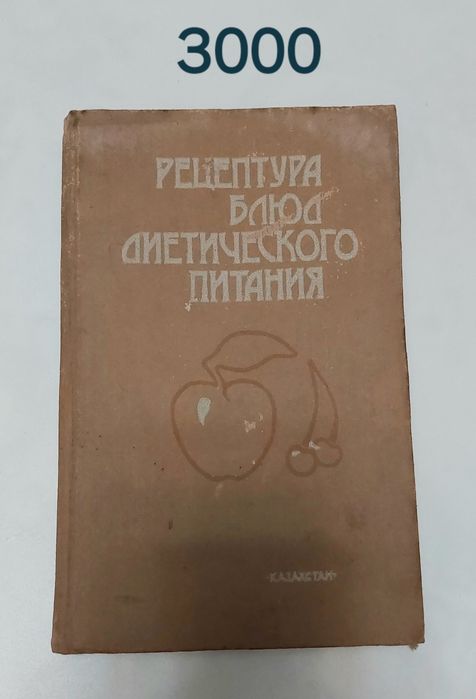 3000
РЕЦЕПТУРА
БЛЮД
ДИЕТИЧЕСКОГО
ПИТАНИЯ
·КАЗАХСТАН·